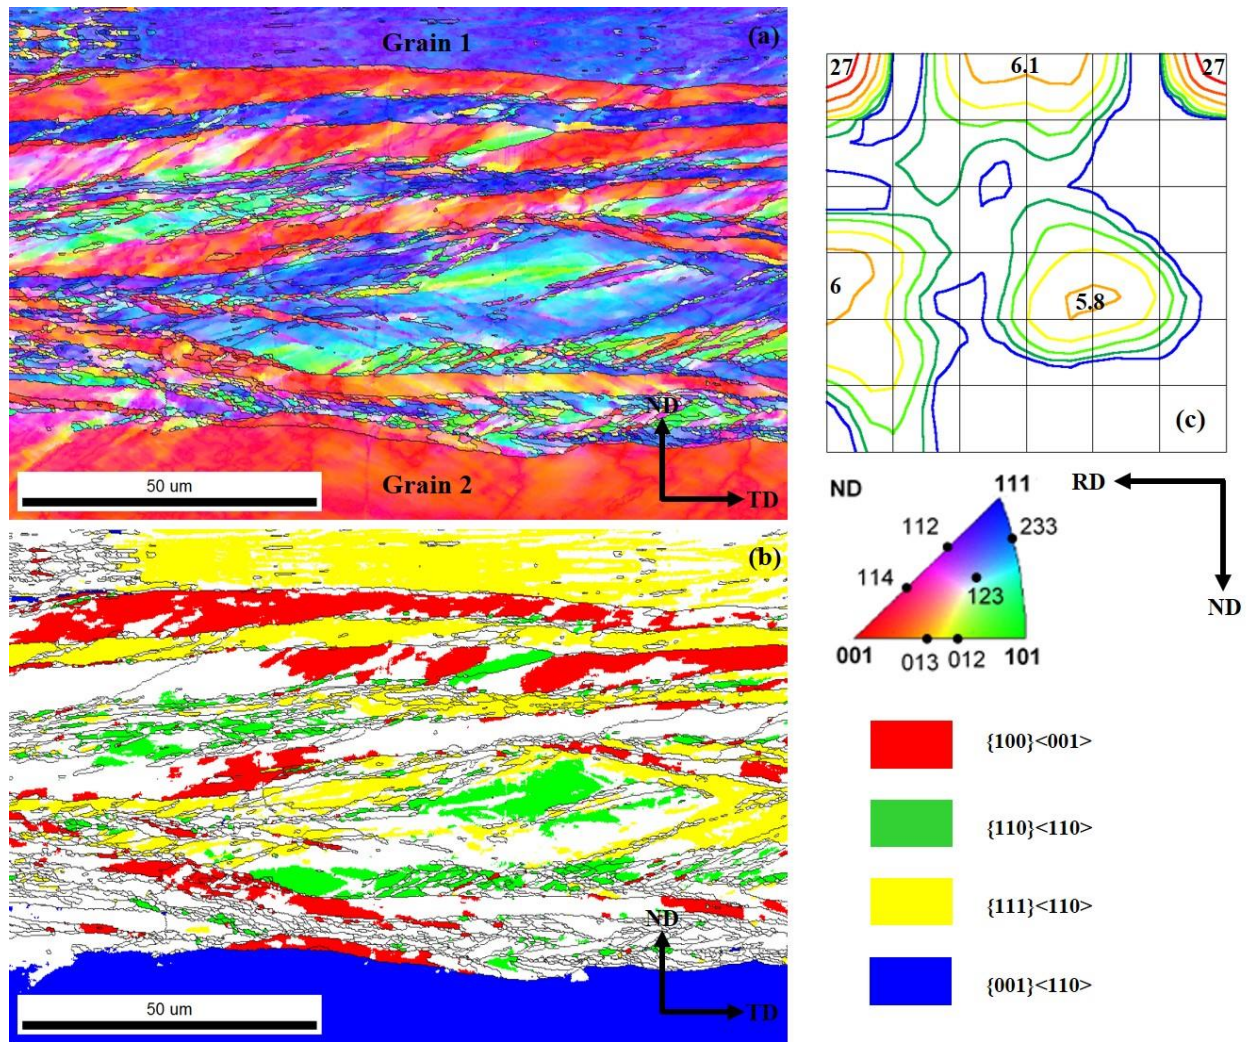 Grain 1
(a)
ND
50 um
Grain 2
TD
(b)
ND
50 um
TD
27
6.1
27
6
5.8
(c)
ND
111
RD
112
233
114
123
ND
001
013
012
101
{100}<001>
{110}<110>
{111}<110>
{001}<110>